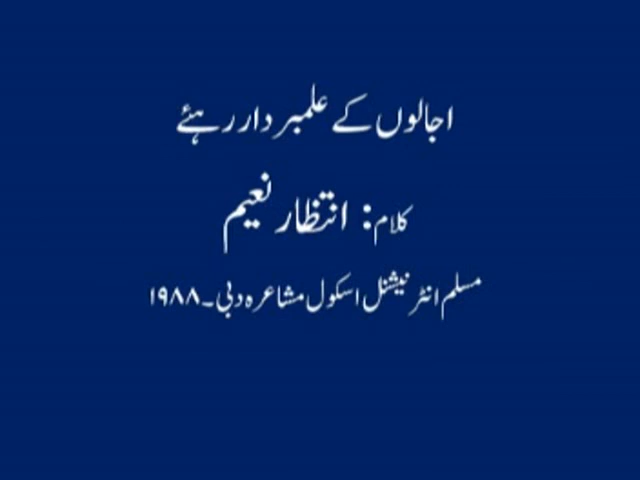 اجالوں کے علمبردار رہئے
کلام: انتظار نعیم
مسلم انٹرنیشنل اسکول مشاعرہ دبی۔ ۱۹۸۸